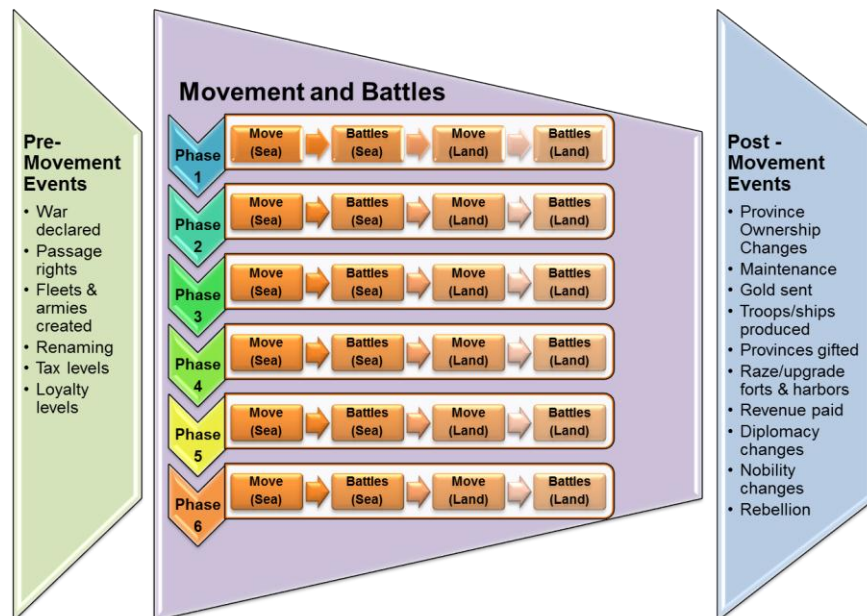 Pre-
Movement
Events
• War
declared
• Passage
rights
• Fleets &
armies
created
• Renaming
• Tax levels
• Loyalty
levels
Movement and Battles
Phase
1
Move
(Sea)
Battles
(Sea)
Move
(Land)
Battles
(Land)
Phase
2
Move
(Sea)
Battles
(Sea)
Move
(Land)
Battles
(Land)
Phase
3
Move
(Sea)
Battles
(Sea)
Move
(Land)
Battles
(Land)
Phase
4
Move
(Sea)
Battles
(Sea)
Move
(Land)
Battles
(Land)
Phase
5
Move
(Sea)
Battles
(Sea)
Move
(Land)
Battles
(Land)
Phase
6
Move
(Sea)
Battles
(Sea)
Move
(Land)
Battles
(Land)
Post -
Movement
Events
• Province
Ownership
Changes
• Maintenance
• Gold sent
• Troops/ships
produced
• Provinces gifted
• Raze/upgrade
forts & harbors
• Revenue paid
• Diplomacy
changes
• Nobility
changes
• Rebellion